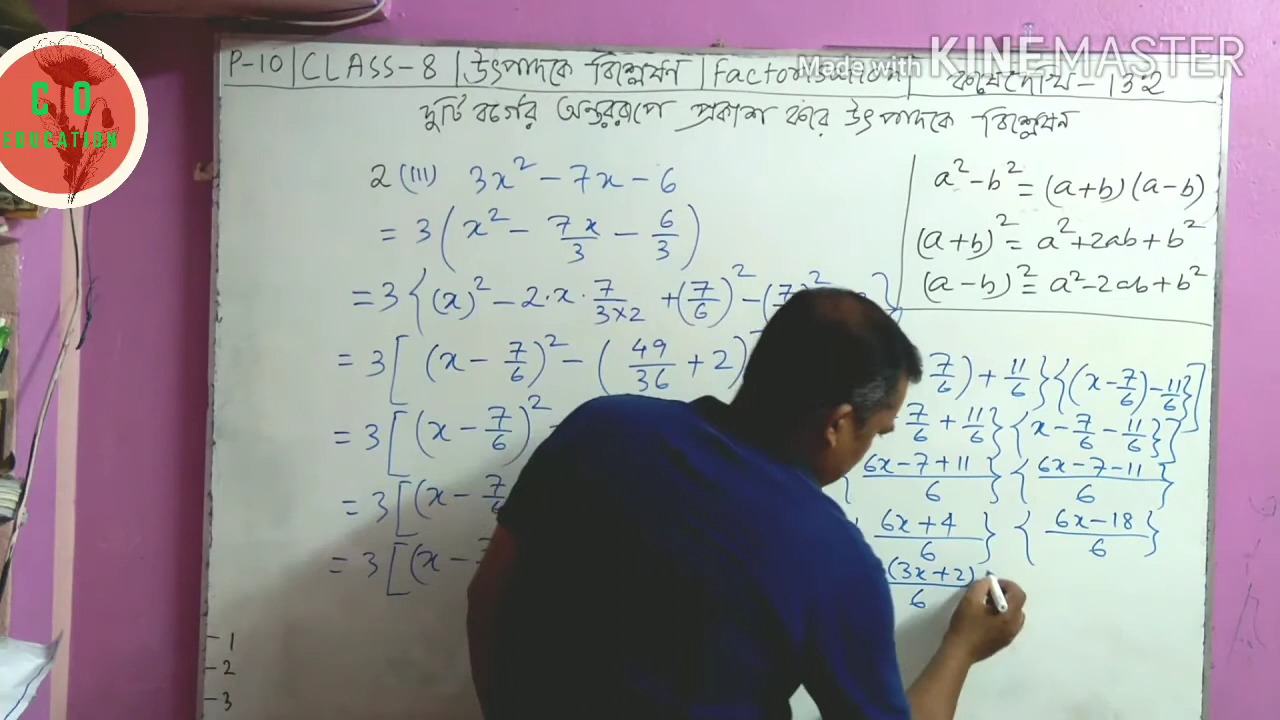 CO
EDUCATION
Made with KINEMASTER
P-10 | CLASS-8 | উৎপাদকে বিশ্লেষণ | কষে দেখি - 13.2
দুটি বর্গের অন্তররূপে প্রকাশ করে উৎপাদকে বিশ্লেষণ
2 (III) 3x² - 7x - 6
= 3 ( x² - 7x/3 - 6/3 )
= 3 { (x)² - 2·x·7/3×2 + (7/6)² - (7/
= 3 [ (x - 7/6)² - ( 49/36 + 2 )
= 3 [ (x - 7/6)²
= 3 [ (x - 7/
= 3 [ (x -
a² - b² = (a+b)(a-b)
(a+b)² = a² + 2ab + b²
(a-b)² = a² - 2ab + b²
7/6) + 11/6 } { (x - 7/6) - 11/6 } ]
- 7/6 + 11/6 } { x - 7/6 - 11/6 } ]
{ 6x - 7 + 11/6 } { 6x - 7 - 11/6 }
6x + 4/6 } { 6x - 18/6 }
(3x + 2)/6
- 1
- 2
- 3